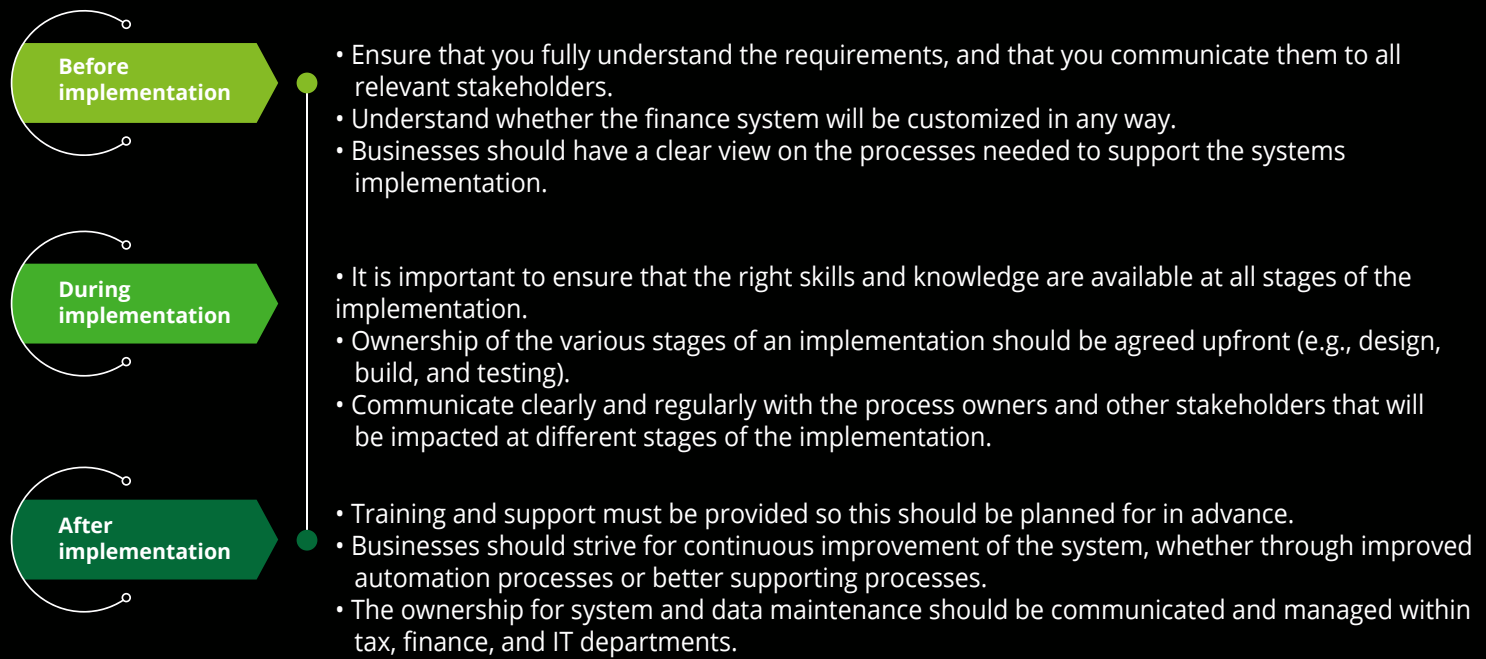 Before
implementation
• Ensure that you fully understand the requirements, and that you communicate them to all
relevant stakeholders.
• Understand whether the finance system will be customized in any way.
• Businesses should have a clear view on the processes needed to support the systems
implementation.
During
implementation
• It is important to ensure that the right skills and knowledge are available at all stages of the
implementation.
• Ownership of the various stages of an implementation should be agreed upfront (e.g., design,
build, and testing).
• Communicate clearly and regularly with the process owners and other stakeholders that will
be impacted at different stages of the implementation.
After
implementation
• Training and support must be provided so this should be planned for in advance.
• Businesses should strive for continuous improvement of the system, whether through improved
automation processes or better supporting processes.
• The ownership for system and data maintenance should be communicated and managed within
tax, finance, and IT departments.